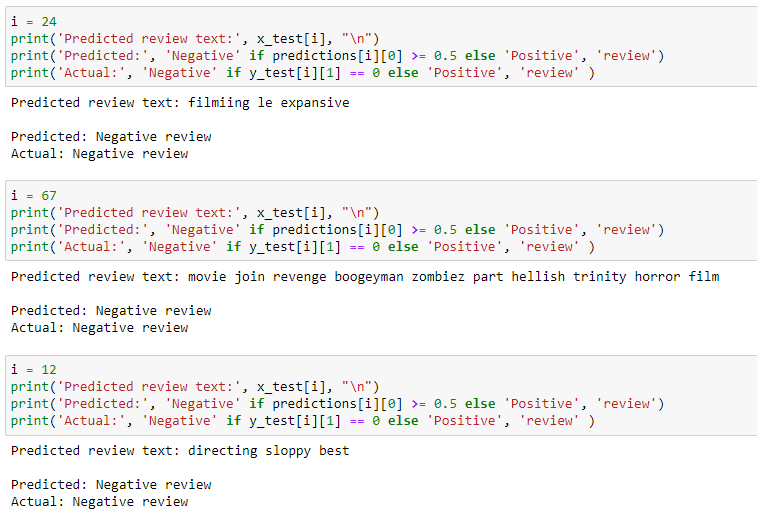 i = 24
print('Predicted review text:', x_test[i], "\n")
print('Predicted:', 'Negative' if predictions[i][0] >= 0.5 else 'Positive', 'review')
print('Actual:', 'Negative' if y_test[i][1] == 0 else 'Positive', 'review' )
Predicted review text: filmiing le expansive
Predicted: Negative review
Actual: Negative review
i = 67
print('Predicted review text:', x_test[i], "\n")
print('Predicted:', 'Negative' if predictions[i][0] >= 0.5 else 'Positive', 'review')
print('Actual:', 'Negative' if y_test[i][1] == 0 else 'Positive', 'review' )
Predicted review text: movie join revenge boogeyman zombiez part hellish trinity horror film
Predicted: Negative review
Actual: Negative review
i = 12
print('Predicted review text:', x_test[i], "\n")
print('Predicted:', 'Negative' if predictions[i][0] >= 0.5 else 'Positive', 'review')
print('Actual:', 'Negative' if y_test[i][1] == 0 else 'Positive', 'review' )
Predicted review text: directing sloppy best
Predicted: Negative review
Actual: Negative review